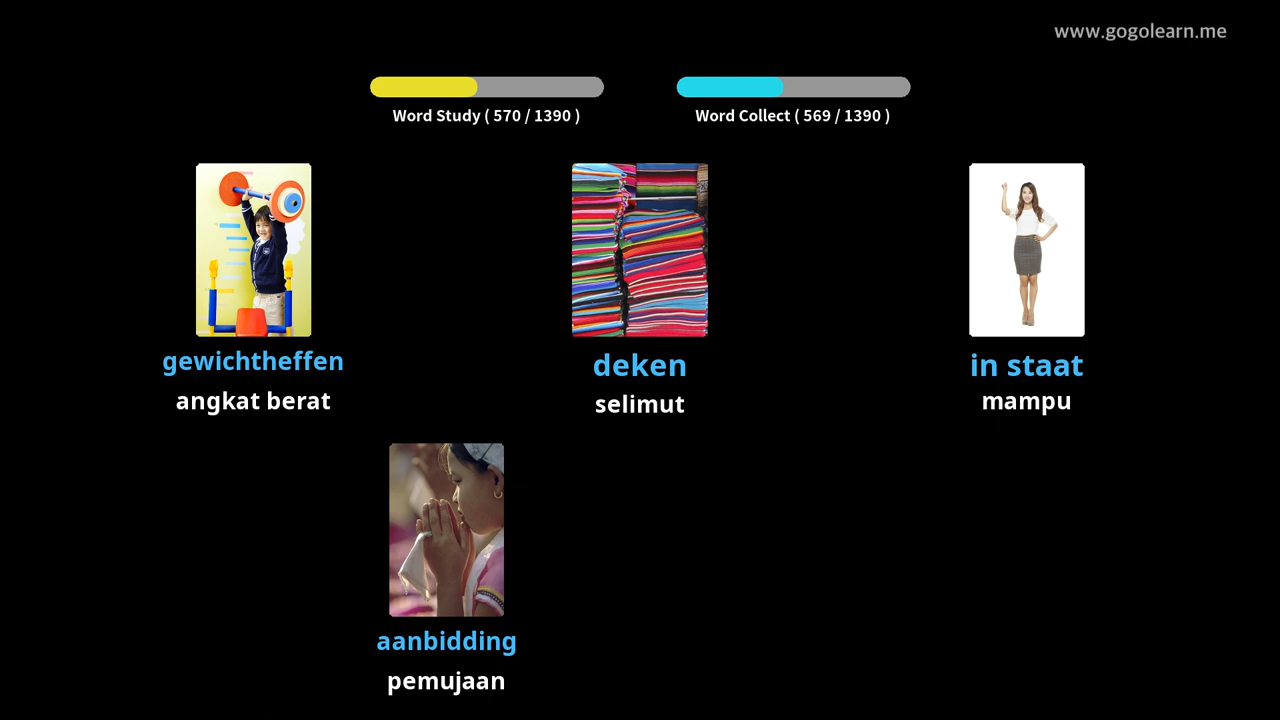 www.gogolearn.me
Word Study ( 570 / 1390 )
Word Collect ( 569 / 1390 )
gewichtheffen
angkat berat
deken
selimut
in staat
mampu
aanbidding
pemujaan